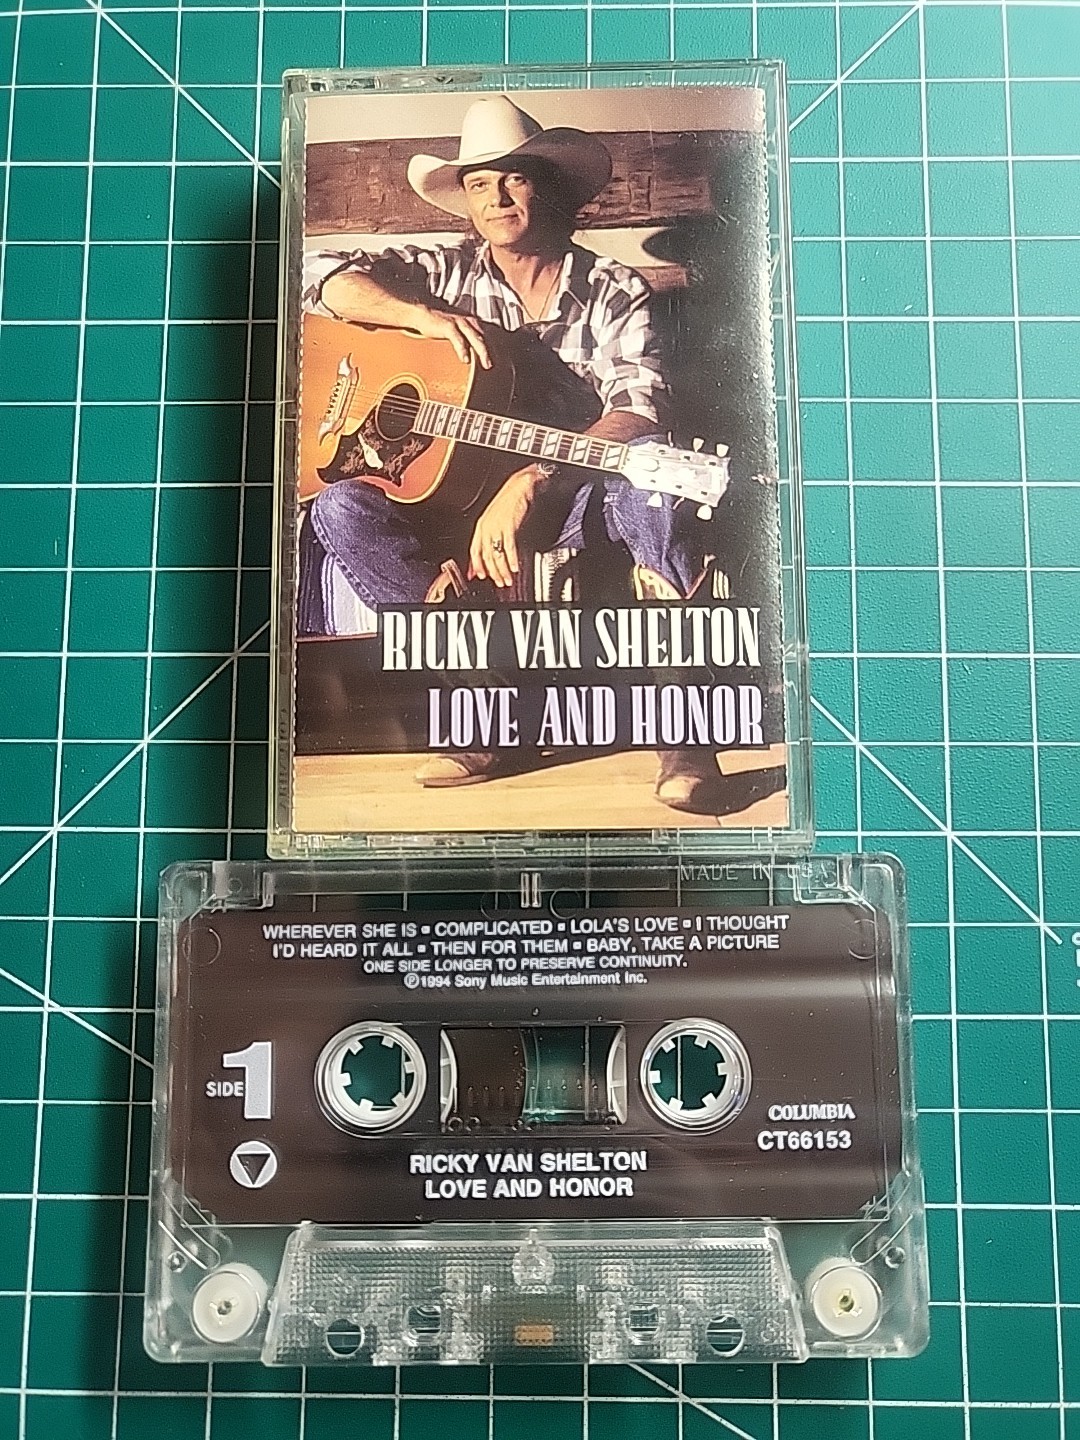 RICKY VAN SHELTON
LOVE AND HONOR
MADE IN USA
WHEREVER SHE IS ▪ COMPLICATED ▪ LOLA'S LOVE ▪ I THOUGHT
I'D HEARD IT ALL ▪ THEN FOR THEM ▪ BABY, TAKE A PICTURE
ONE SIDE LONGER TO PRESERVE CONTINUITY.
℗1994 Sony Music Entertainment Inc.
SIDE 1
COLUMBIA
CT66153
RICKY VAN SHELTON
LOVE AND HONOR